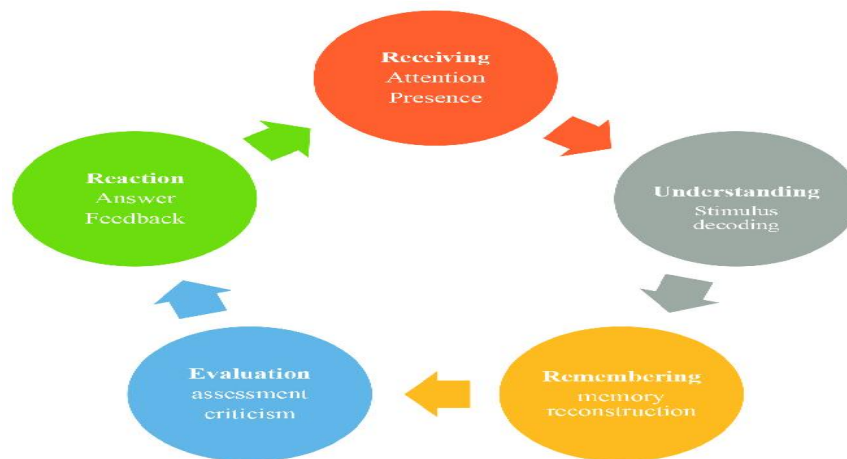 Receiving
Attention
Presence
Understanding
Stimulus
decoding
Remembering
memory
reconstruction
Evaluation
assessment
criticism
Reaction
Answer
Feedback